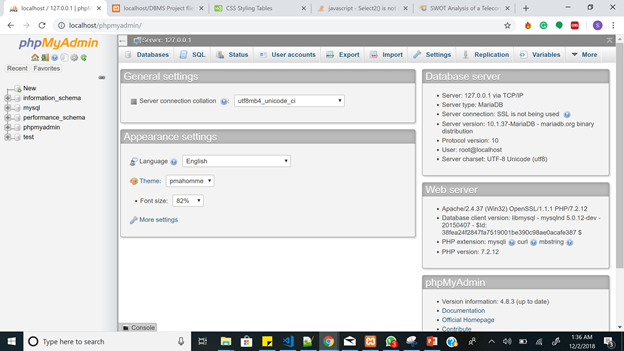 localhost / 127.0.0.1 | phpM
localhost/DBMS Project file
CSS Styling Tables
javascript - Select2() is not
SWOT Analysis of a Telecom
localhost/phpmyadmin/
phpMyAdmin
Recent Favorites
New
information_schema
mysql
performance_schema
phpmyadmin
test
Server: 127.0.0.1
Databases SQL Status User accounts Export Import Settings Replication Variables More
General settings
Server connection collation utf8mb4_unicode_ci
Appearance settings
Language English
Theme: pmahomme
Font size: 82%
More settings
Database server
Server: 127.0.0.1 via TCP/IP
Server type: MariaDB
Server connection: SSL is not being used
Server version: 10.1.37-MariaDB - mariadb.org binary
distribution
Protocol version: 10
User: root@localhost
Server charset: UTF-8 Unicode (utf8)
Web server
Apache/2.4.37 (Win32) OpenSSL/1.1.1 PHP/7.2.12
Database client version: libmysql - mysqlnd 5.0.12-dev -
20150407 - $Id:
38fea24f2847fa7519001be390c98ae0acafe387 $
PHP extension: mysqli curl mbstring
PHP version: 7.2.12
phpMyAdmin
Version information: 4.8.3 (up to date)
Documentation
Official Homepage
Contribute
Console
Type here to search
1:36 AM
12/2/2018